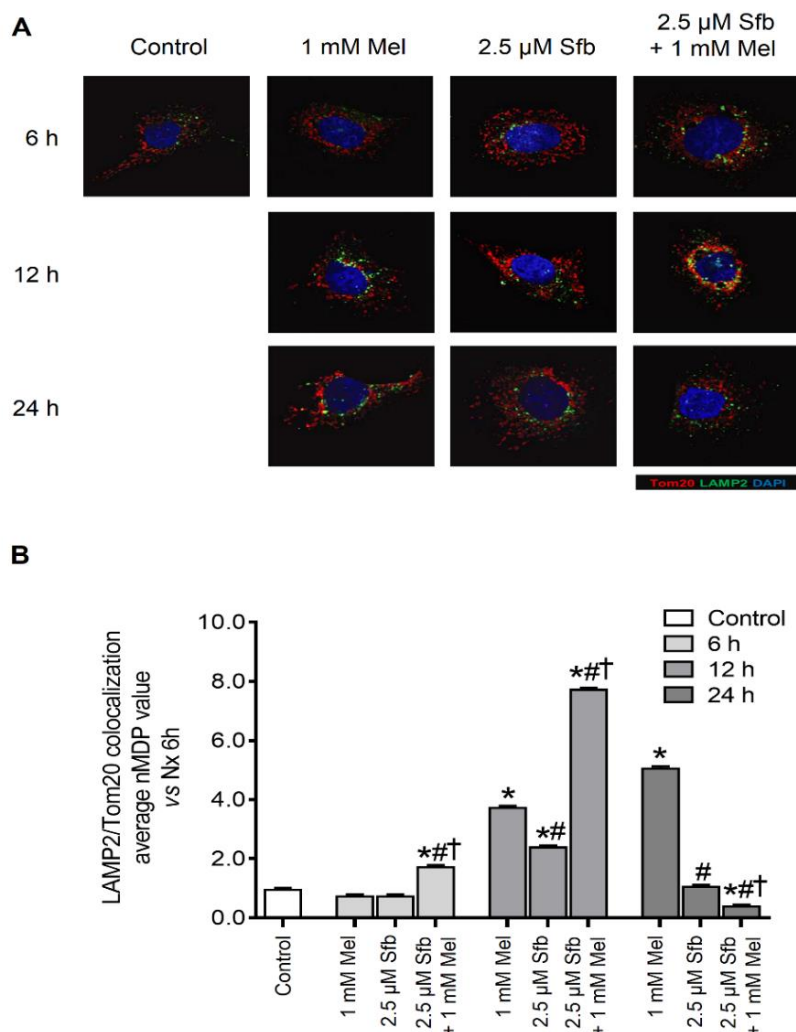 A
Control
1 mM Mel
2.5 µM Sfb
2.5 µM Sfb
+ 1 mM Mel
6 h
12 h
24 h
Tom20 LAMP2 DAPI
B
LAMP2/Tom20 colocalization
average nMDP value
vs Nx 6h
10.0
8.0
6.0
4.0
2.0
0.0
Control
6 h
12 h
24 h
*#†
*
*#
*#†
*
#
*#†
Control
1 mM Mel
2.5 µM Sfb
2.5 µM Sfb
+ 1 mM Mel
1 mM Mel
2.5 µM Sfb
2.5 µM Sfb
+ 1 mM Mel
1 mM Mel
2.5 µM Sfb
2.5 µM Sfb
+ 1 mM Mel